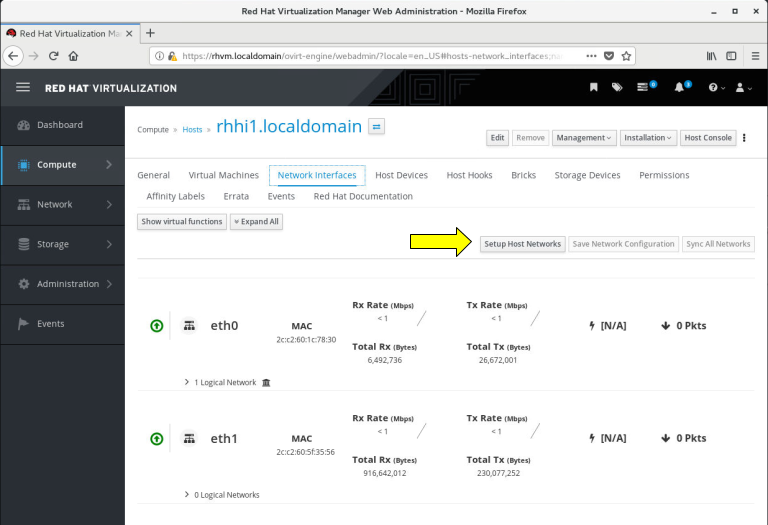 Red Hat Virtualization Manager Web Administration - Mozilla Firefox
Red Hat Virtualization Ma
https://rhvm.localdomain/ovirt-engine/webadmin/?locale=en_US#hosts-network_interfaces;
RED HAT VIRTUALIZATION
Dashboard
Compute
Network
Storage
Administration
Events
Compute » Hosts » rhhi1.localdomain
Edit Remove Management Installation Host Console
General Virtual Machines Network Interfaces Host Devices Host Hooks Bricks Storage Devices Permissions
Affinity Labels Errata Events Red Hat Documentation
Show virtual functions Expand All
Setup Host Networks Save Network Configuration Sync All Networks
eth0
MAC
2c:c2:60:1c:78:30
Rx Rate (Mbps)
< 1
Total Rx (Bytes)
6,492,736
Tx Rate (Mbps)
< 1
Total Tx (Bytes)
26,672,001
[N/A]
0 Pkts
1 Logical Network
eth1
MAC
2c:c2:60:5f:35:56
Rx Rate (Mbps)
< 1
Total Rx (Bytes)
916,642,012
Tx Rate (Mbps)
< 1
Total Tx (Bytes)
230,077,252
[N/A]
0 Pkts
0 Logical Networks